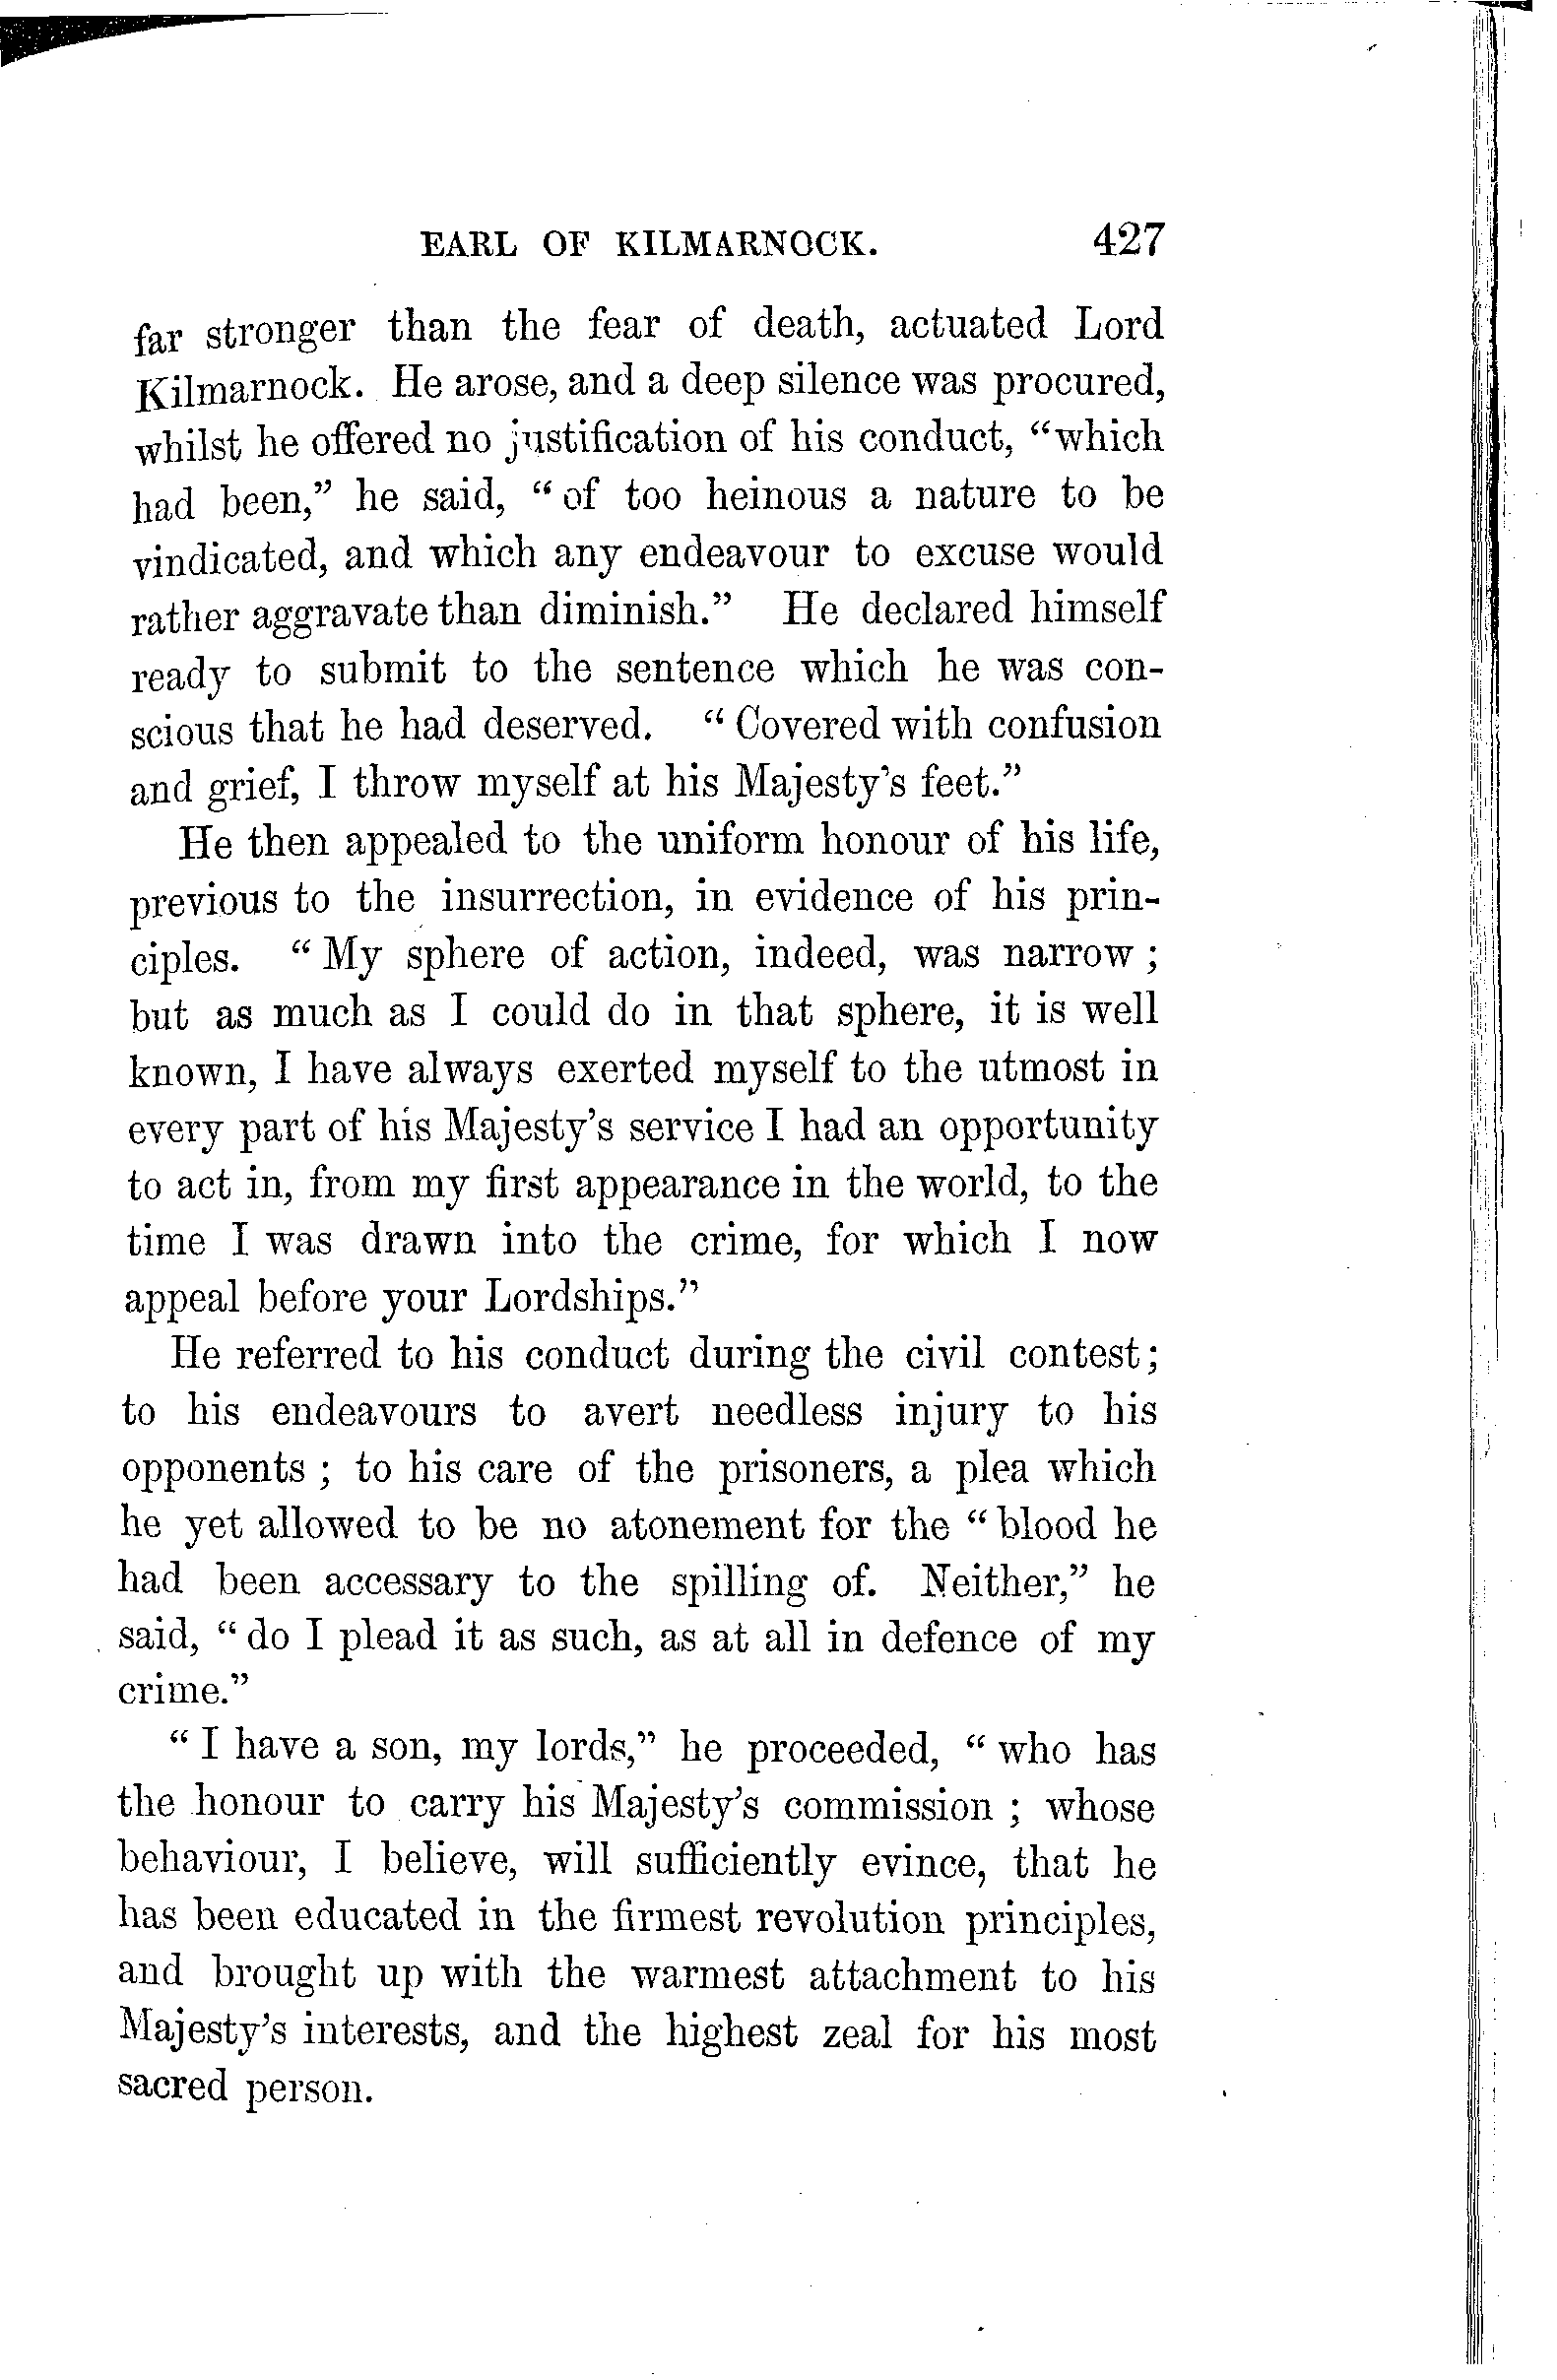 EARL OF KILMARNOCK. 427
far stronger than the fear of death, actuated Lord
Kilmarnock. He arose, and a deep silence was procured,
whilst he offered no justification of his conduct, “which
had been,” he said, “of too heinous a nature to be
vindicated, and which any endeavour to excuse would
rather aggravate than diminish.” He declared himself
ready to submit to the sentence which he was con-
scious that he had deserved. “Covered with confusion
and grief, I throw myself at his Majesty's feet.”
He then appealed to the uniform honour of his life,
previous to the insurrection, in evidence of his prin-
ciples. “My sphere of action, indeed, was narrow;
but as much as I could do in that sphere, it is well
known, I have always exerted myself to the utmost in
every part of his Majesty's service I had an opportunity
to act in, from my first appearance in the world, to the
time I was drawn into the crime, for which I now
appeal before your Lordships.”
He referred to his conduct during the civil contest;
to his endeavours to avert needless injury to his
opponents; to his care of the prisoners, a plea which
he yet allowed to be no atonement for the “blood he
had been accessary to the spilling of. Neither,” he
said, “do I plead it as such, as at all in defence of my
crime.”
“I have a son, my lords,” he proceeded, “who has
the honour to carry his Majesty's commission; whose
behaviour, I believe, will sufficiently evince, that he
has been educated in the firmest revolution principles,
and brought up with the warmest attachment to his
Majesty's interests, and the highest zeal for his most
sacred person.